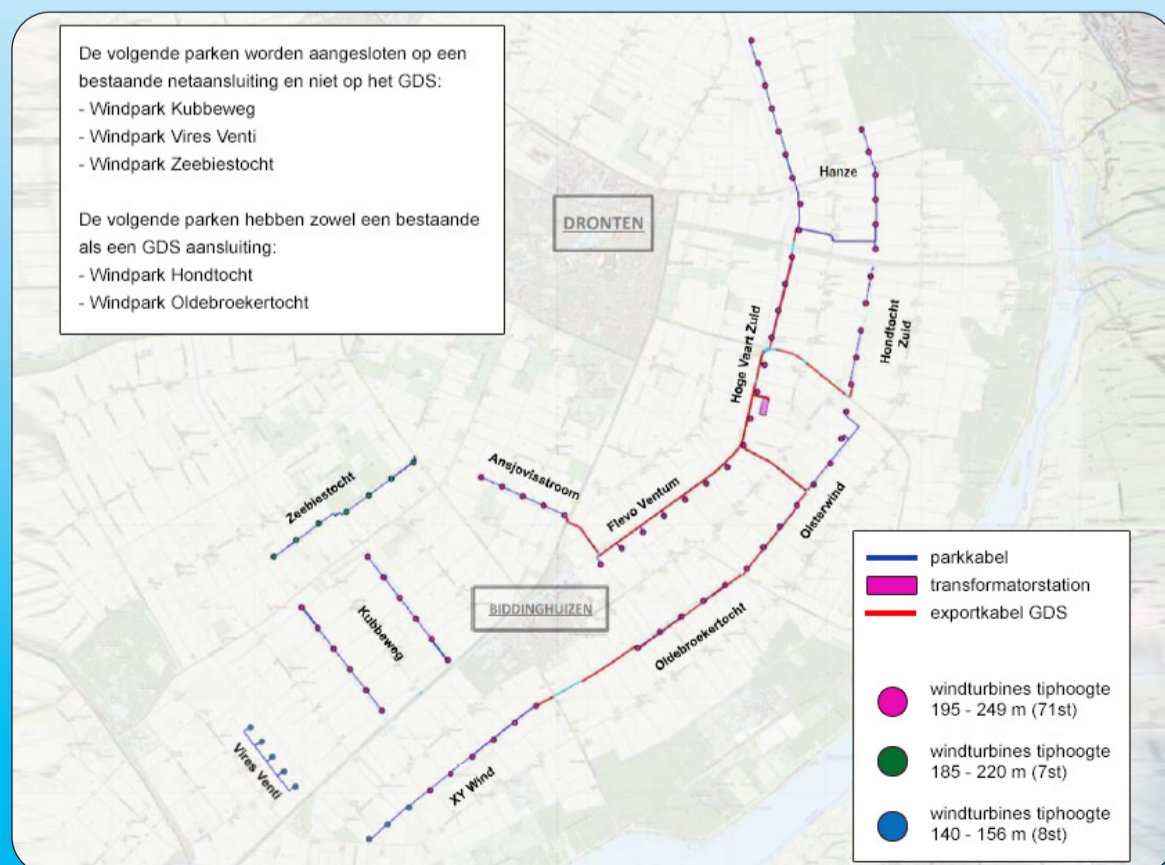 De volgende parken worden aangesloten op een
bestaande netaansluiting en niet op het GDS:
- Windpark Kubbeweg
- Windpark Vires Venti
- Windpark Zeebiestocht
De volgende parken hebben zowel een bestaande
als een GDS aansluiting:
- Windpark Hondtocht
- Windpark Oldebroekertocht
DRONTEN
Hanze
Hoge Vaart Zuid
Hondtocht
Zuid
Ansjovisstroom
Zeebiestocht
Flevo Ventum
Olsterwind
BIDDINGHUIZEN
Kubbeweg
Oldebroekertocht
Vires Venti
XY Wind
parkkabel
transformatorstation
exportkabel GDS
windturbines tiphoogte
195 - 249 m (71st)
windturbines tiphoogte
185 - 220 m (7st)
windturbines tiphoogte
140 - 156 m (8st)